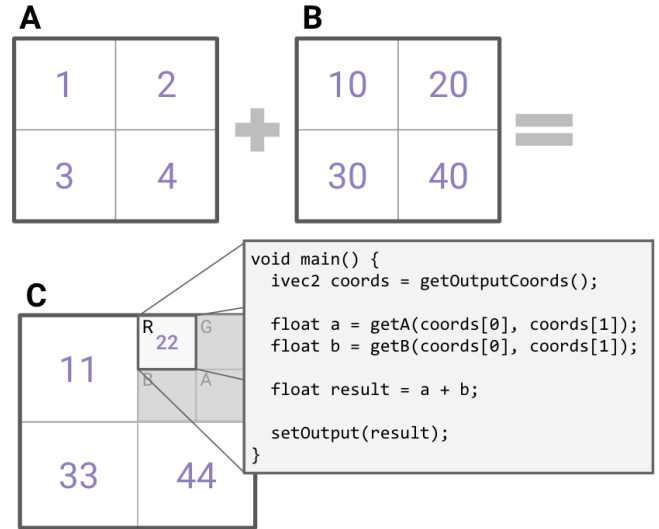 A
B
1 2
10 20
3 4
30 40
+ =
C
11
R
22
G
B
A
33 44
void main() {
  ivec2 coords = getOutputCoords();
  float a = getA(coords[0], coords[1]);
  float b = getB(coords[0], coords[1]);
  float result = a + b;
  setOutput(result);
}